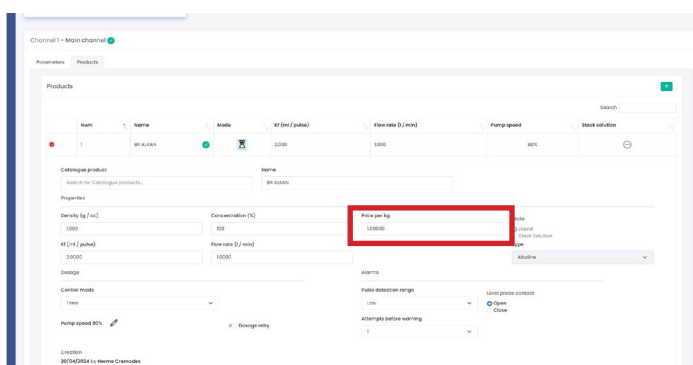 Channel 1 - Main channel
Parameters Products
Products
+
Search
Num Name Mode Kf (ml / pulse) Flow rate (l / min) Pump speed Stock solution
1 BR ALKAN 2,000 1,000 80%
Catalogue product Name
Search for Catalogue products... BR ALKAN
Properties
Density (g / cc) Concentration (%) Price per kg
1.000 100 1.00000
Liquid
Stock Solution
Kf (ml / pulse) Flow rate (l / min) ype
2.0000 1.0000 Alkaline
Dosage Alarms
Control mode Pulse detection range Level probe contact
Time Low Open
Close
Pump speed 80% Dosage retry Attempts before warning
1
Creation
20/04/2024 by Herme Cremades